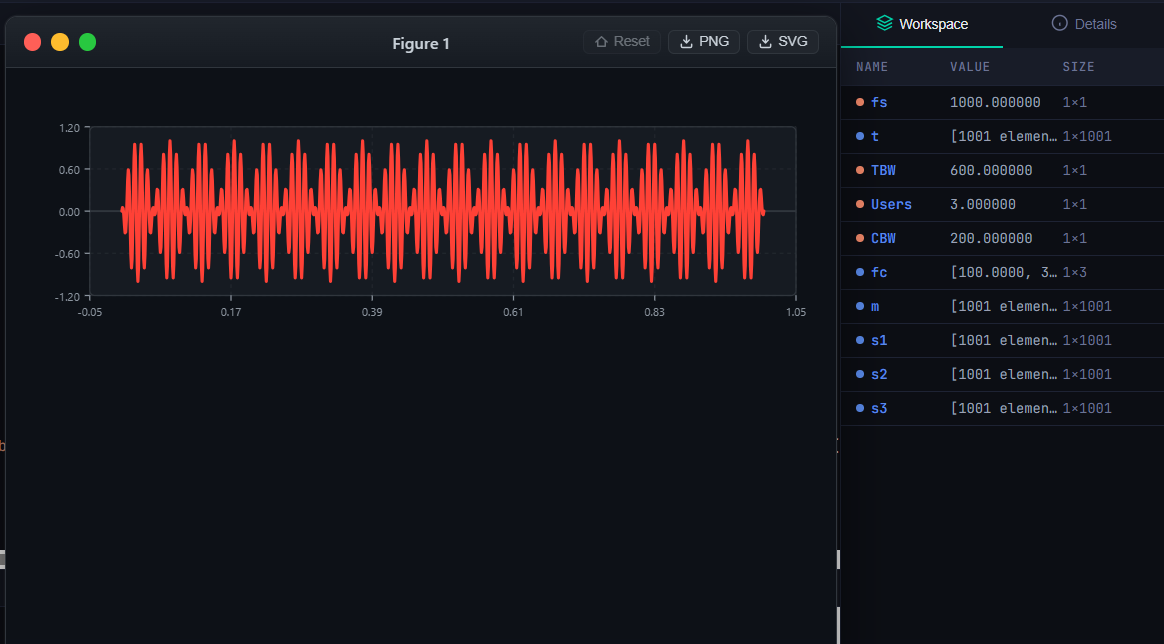 Figure 1
Reset
PNG
SVG
1.20
0.60
0.00
-0.60
-1.20
-0.05
0.17
0.39
0.61
0.83
1.05
Workspace
Details
NAME VALUE SIZE
fs 1000.000000 1×1
t [1001 elemen… 1×1001
TBW 600.000000 1×1
Users 3.000000 1×1
CBW 200.000000 1×1
fc [100.0000, 3… 1×3
m [1001 elemen… 1×1001
s1 [1001 elemen… 1×1001
s2 [1001 elemen… 1×1001
s3 [1001 elemen… 1×1001